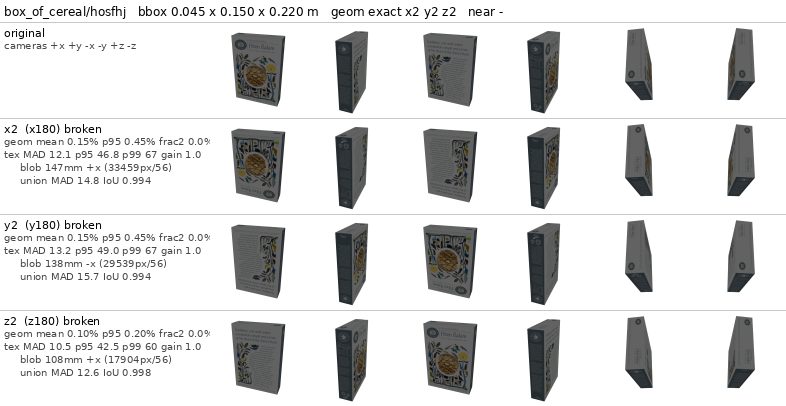 box_of_cereal/hosfhj bbox 0.045 x 0.150 x 0.220 m geom exact x2 y2 z2 near -
original
cameras +x +y -x -y +z -z
x2 (x180) broken
geom mean 0.15% p95 0.45% frac2 0.0%
tex MAD 12.1 p95 46.8 p99 67 gain 1.0
blob 147mm +x (33459px/56)
union MAD 14.8 IoU 0.994
y2 (y180) broken
geom mean 0.15% p95 0.45% frac2 0.0%
tex MAD 13.2 p95 49.0 p99 67 gain 1.0
blob 138mm -x (29539px/56)
union MAD 15.7 IoU 0.994
z2 (z180) broken
geom mean 0.10% p95 0.20% frac2 0.0%
tex MAD 10.5 p95 42.5 p99 60 gain 1.0
blob 108mm +x (17904px/56)
union MAD 12.6 IoU 0.998